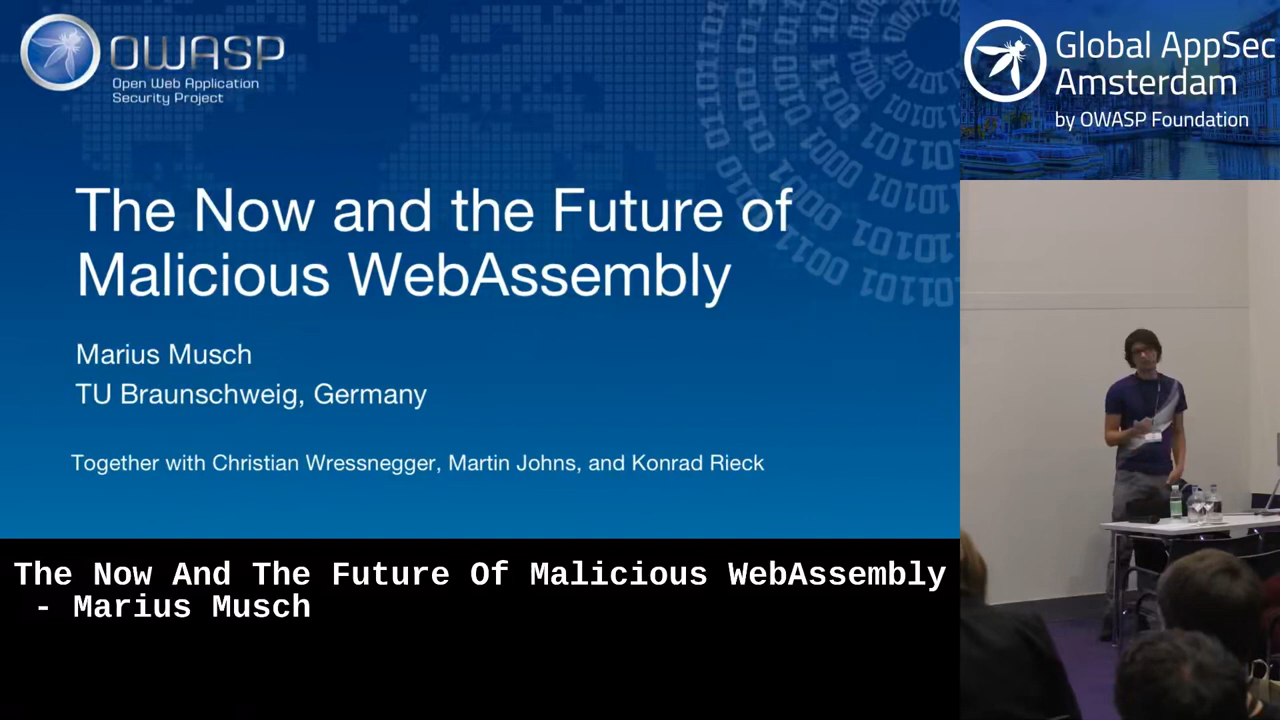 OWASP
Open Web Application
Security Project
The Now and the Future of
Malicious WebAssembly
Marius Musch
TU Braunschweig, Germany
Together with Christian Wressnegger, Martin Johns, and Konrad Rieck
The Now And The Future Of Malicious WebAssembly
- Marius Musch
Global AppSec
Amsterdam
by OWASP Foundation